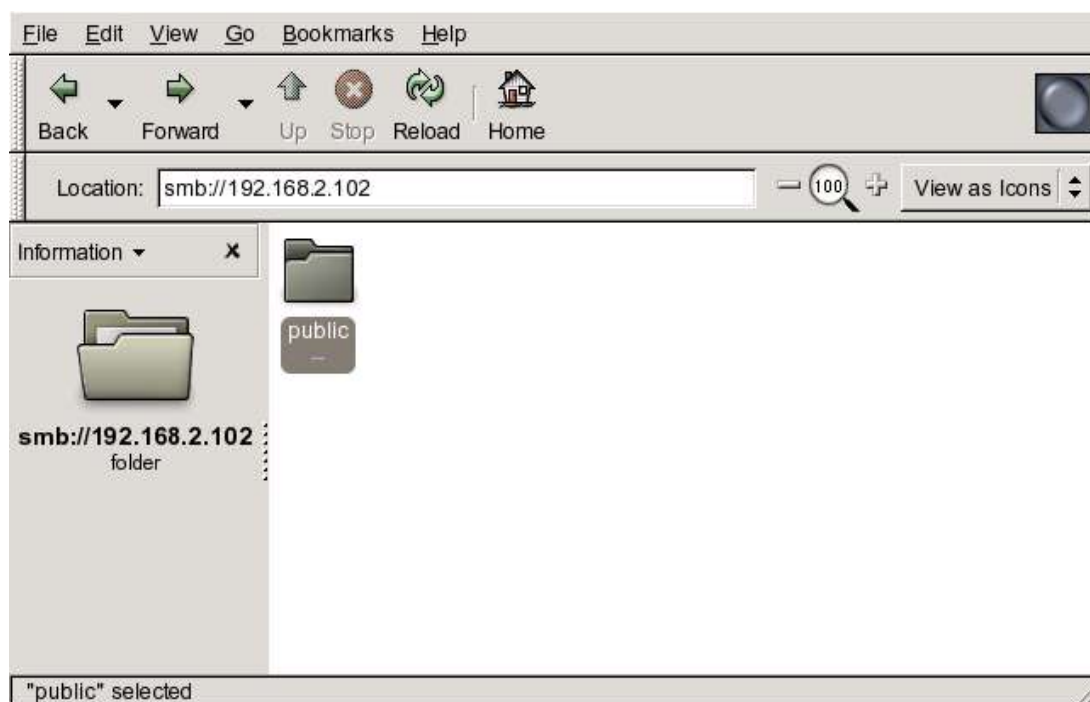 File Edit View Go Bookmarks Help
Back Forward Up Stop Reload Home
Location: smb://192.168.2.102 100 View as Icons
Information
public
--
smb://192.168.2.102
folder
"public" selected